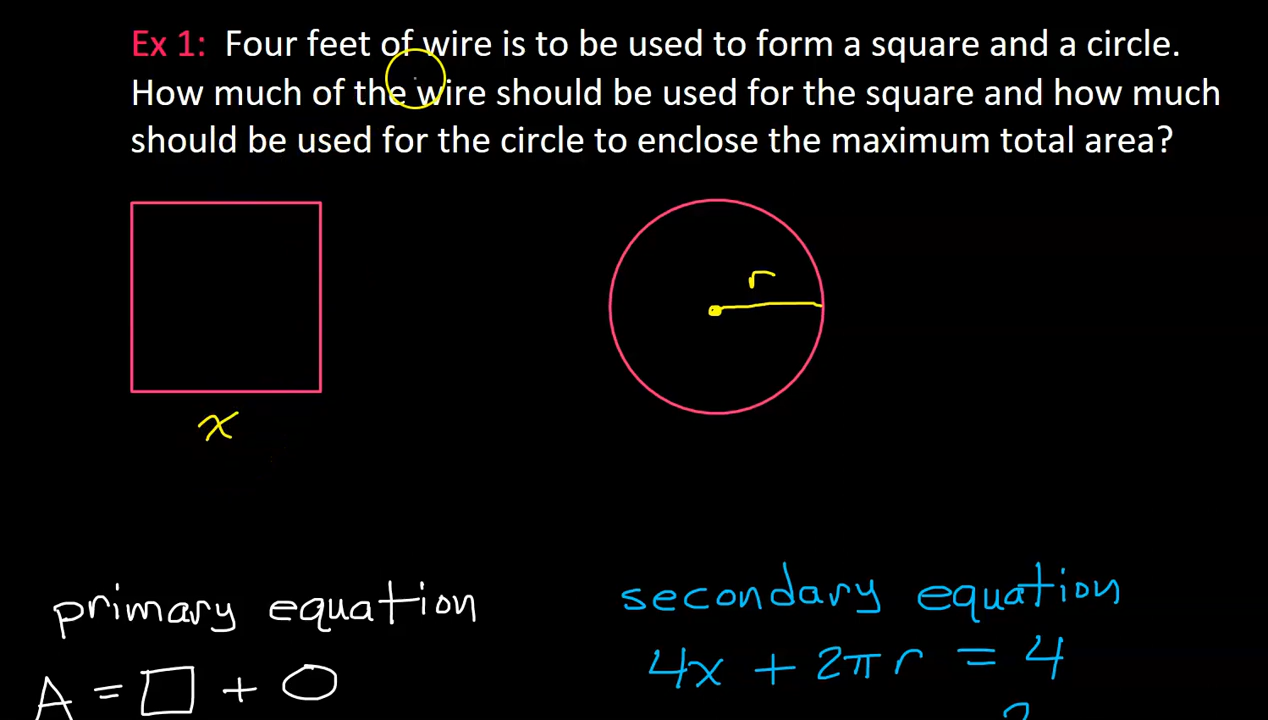 Ex 1: Four feet of wire is to be used to form a square and a circle.
How much of the wire should be used for the square and how much
should be used for the circle to enclose the maximum total area?
r
x
primary equation
secondary equation
A = □ + ○
4x + 2πr = 4